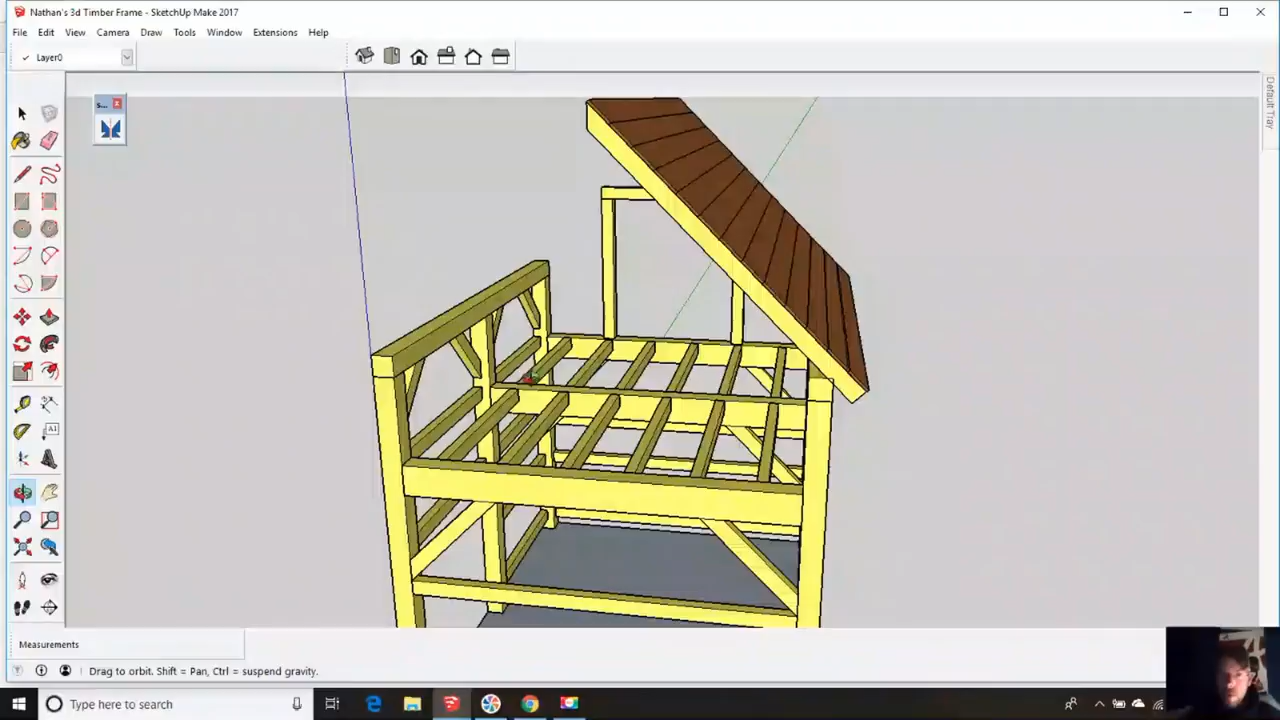 Nathan's 3d Timber Frame - SketchUp Make 2017
File Edit View Camera Draw Tools Window Extensions Help
Layer0
s...
Default Tray
A1
Measurements
Drag to orbit. Shift = Pan, Ctrl = suspend gravity.
Type here to search